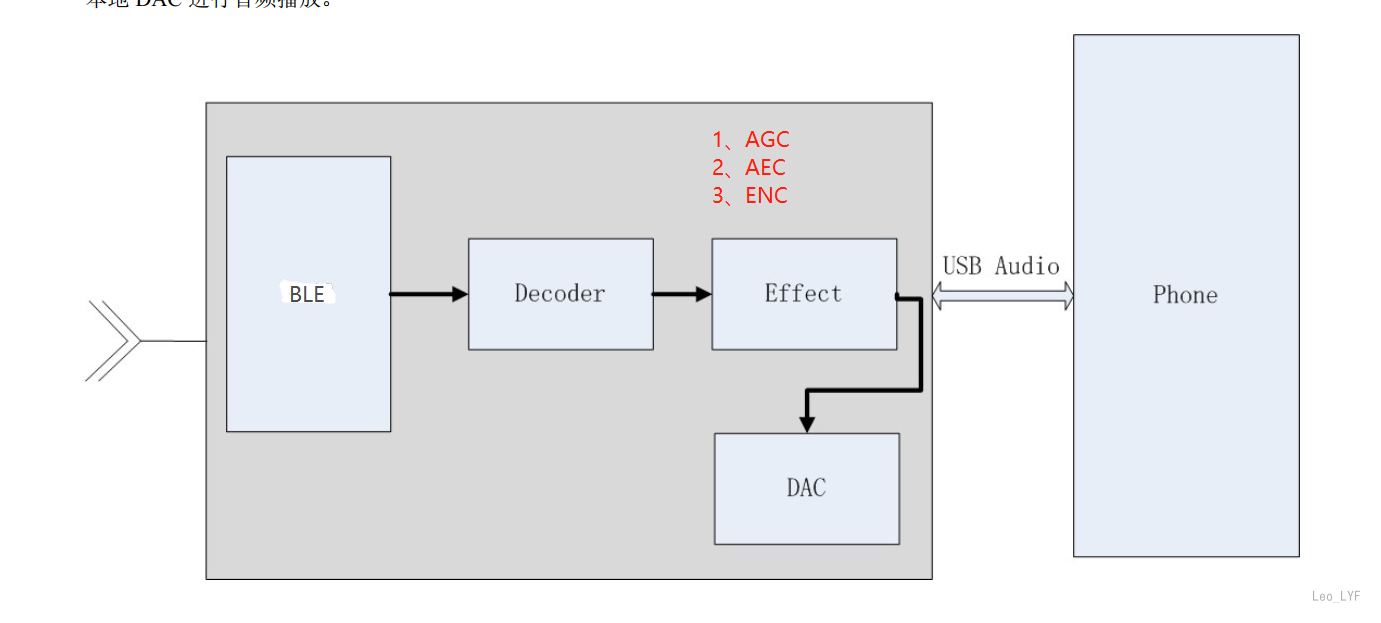 本地 DAC 进行音频播放。
1、AGC
2、AEC
3、ENC
USB Audio
BLE
Decoder
Effect
Phone
DAC
Leo_LYF